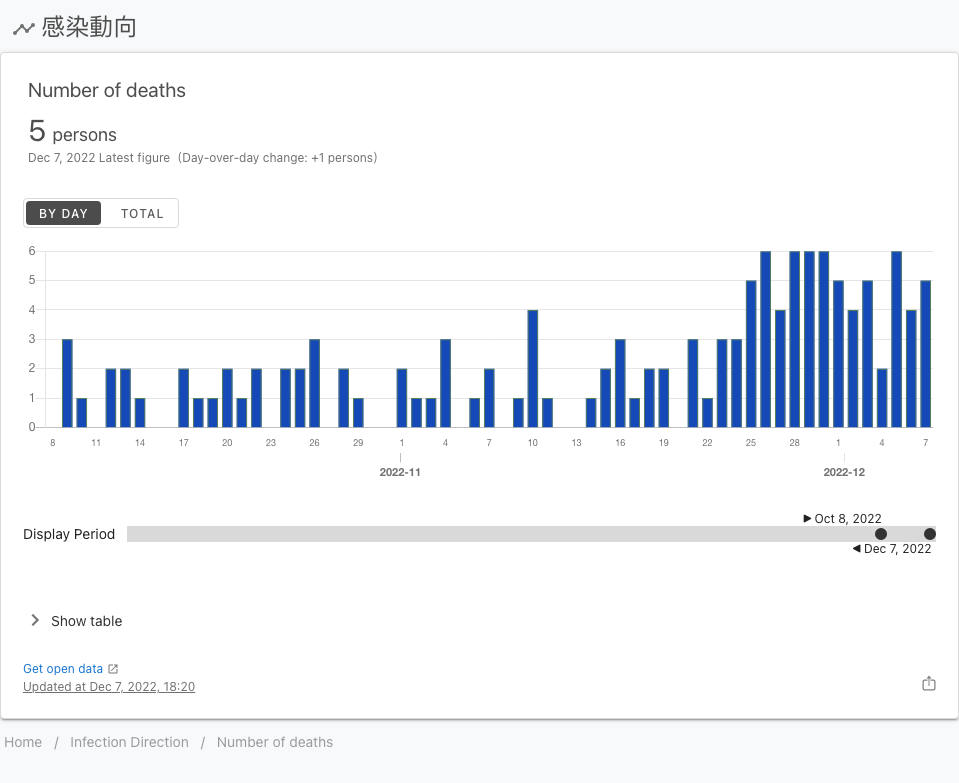 感染動向
Number of deaths
5 persons
Dec 7, 2022 Latest figure (Day-over-day change: +1 persons)
BY DAY TOTAL
6
5
4
3
2
1
0
8 11 14 17 20 23 26 29 1 4 7 10 13 16 19 22 25 28 1 4 7
2022-11 2022-12
Oct 8, 2022
Display Period
Dec 7, 2022
Show table
Get open data
Updated at Dec 7, 2022, 18:20
Home / Infection Direction / Number of deaths